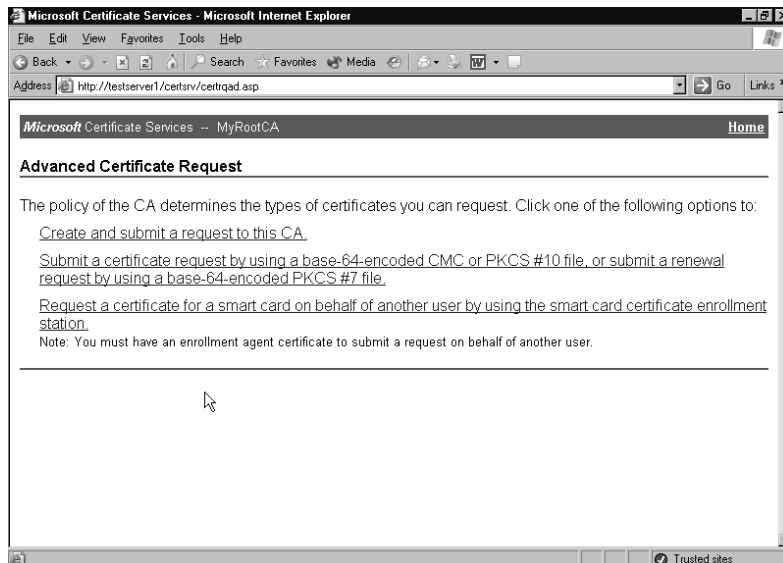 Microsoft Certificate Services - Microsoft Internet Explorer
File Edit View Favorites Tools Help
Back Search Favorites Media
Address http://testserver1/certsrv/certrqad.asp Go Links
Microsoft Certificate Services -- MyRootCA Home
Advanced Certificate Request
The policy of the CA determines the types of certificates you can request. Click one of the following options to:
Create and submit a request to this CA.
Submit a certificate request by using a base-64-encoded CMC or PKCS #10 file, or submit a renewal
request by using a base-64-encoded PKCS #7 file.
Request a certificate for a smart card on behalf of another user by using the smart card certificate enrollment
station.
Note: You must have an enrollment agent certificate to submit a request on behalf of another user.
Trusted sites